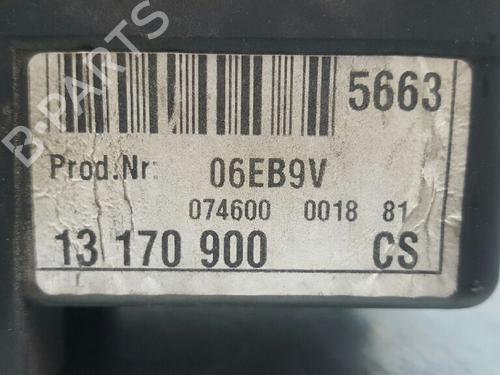 B-PARTS
5663
Prod.Nr: 06EB9V
074600 0018 81
13 170 900 CS